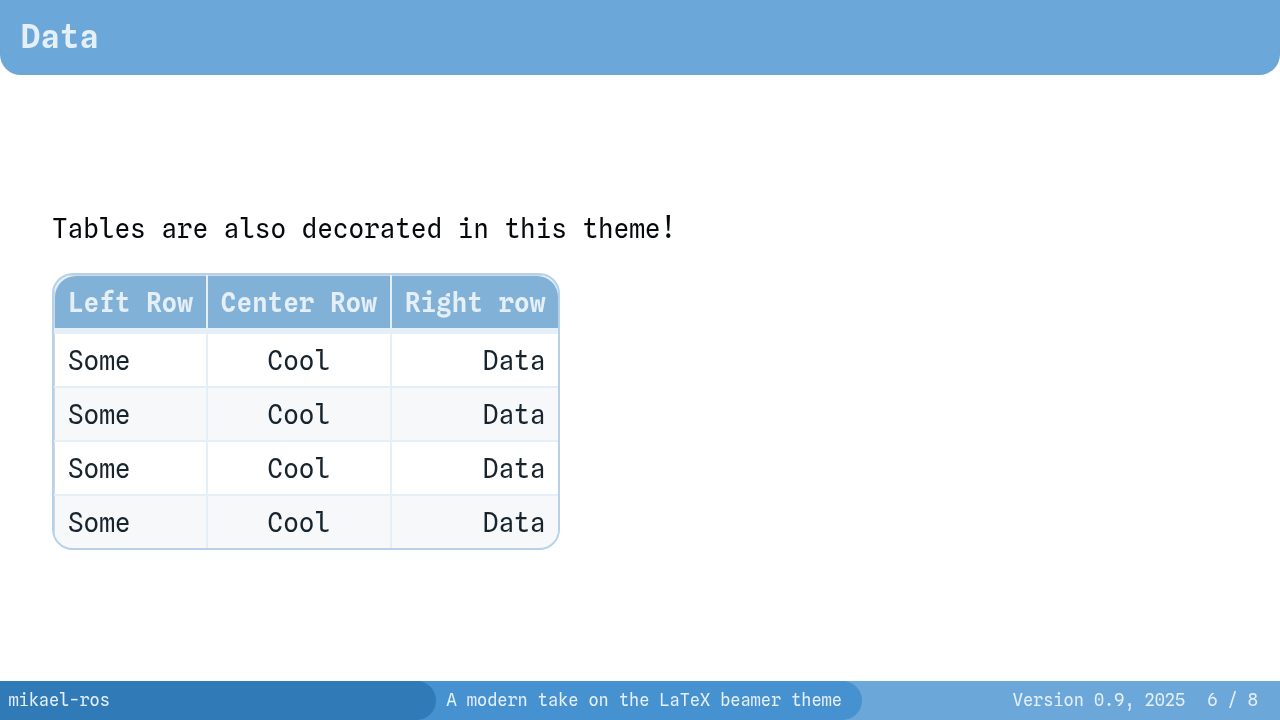 Data
Tables are also decorated in this theme!
Left Row Center Row Right row
Some Cool Data
Some Cool Data
Some Cool Data
Some Cool Data
mikael-ros A modern take on the LaTeX beamer theme Version 0.9, 2025 6 / 8